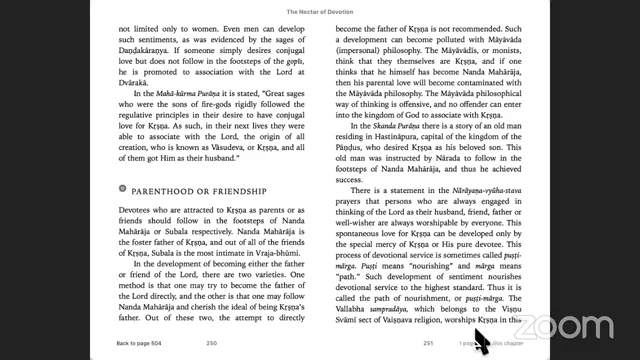 The Nectar of Devotion
not limited only to women. Even men can develop
such sentiments, as was evidenced by the sages of
Daṇḍakāraṇya. If someone simply desires conjugal
love but does not follow in the footsteps of the gopīs,
he is promoted to association with the Lord at
Dvārakā.
In the Mahā-kūrma Purāṇa it is stated, "Great sages
who were the sons of fire-gods rigidly followed the
regulative principles in their desire to have conjugal
love for Kṛṣṇa. As such, in their next lives they were
able to associate with the Lord, the origin of all
creation, who is known as Vāsudeva, or Kṛṣṇa, and all
of them got Him as their husband."
PARENTHOOD OR FRIENDSHIP
Devotees who are attracted to Kṛṣṇa as parents or as
friends should follow in the footsteps of Nanda
Mahārāja or Subala respectively. Nanda Mahārāja is
the foster father of Kṛṣṇa, and out of all of the friends
of Kṛṣṇa, Subala is the most intimate in Vraja-bhūmi.
In the development of becoming either the father
or friend of the Lord, there are two varieties. One
method is that one may try to become the father of
the Lord directly, and the other is that one may follow
Nanda Mahārāja and cherish the ideal of being Kṛṣṇa's
father. Out of these two, the attempt to directly
Back to page 504
250
become the father of Kṛṣṇa is not recommended. Such
a development can become polluted with Māyāvāda
(impersonal) philosophy. The Māyāvādīs, or monists,
think that they themselves are Kṛṣṇa, and if one
thinks that he himself has become Nanda Mahārāja,
then his parental love will become contaminated with
the Māyāvāda philosophy. The Māyāvāda philosophical
way of thinking is offensive, and no offender can enter
into the kingdom of God to associate with Kṛṣṇa.
In the Skanda Purāṇa there is a story of an old man
residing in Hastināpura, capital of the kingdom of the
Pāṇḍus, who desired Kṛṣṇa as his beloved son. This
old man was instructed by Nārada to follow in the
footsteps of Nanda Mahārāja, and thus he achieved
success.
There is a statement in the Nārāyaṇa-vyūha-stava
prayers that persons who are always engaged in
thinking of the Lord as their husband, friend, father or
well-wisher are always worshipable by everyone. This
spontaneous love for Kṛṣṇa can be developed only by
the special mercy of Kṛṣṇa or His pure devotee. This
process of devotional service is sometimes called puṣṭi-
mārga. Puṣṭi means "nourishing" and mārga means
"path." Such development of sentiment nourishes
devotional service to the highest standard. Thus it is
called the path of nourishment, or puṣṭi-mārga. The
Vallabha sampradāya, which belongs to the Viṣṇu
Svāmī sect of Vaiṣṇava religion, worships Kṛṣṇa in this
251
1 page chapter
zoom